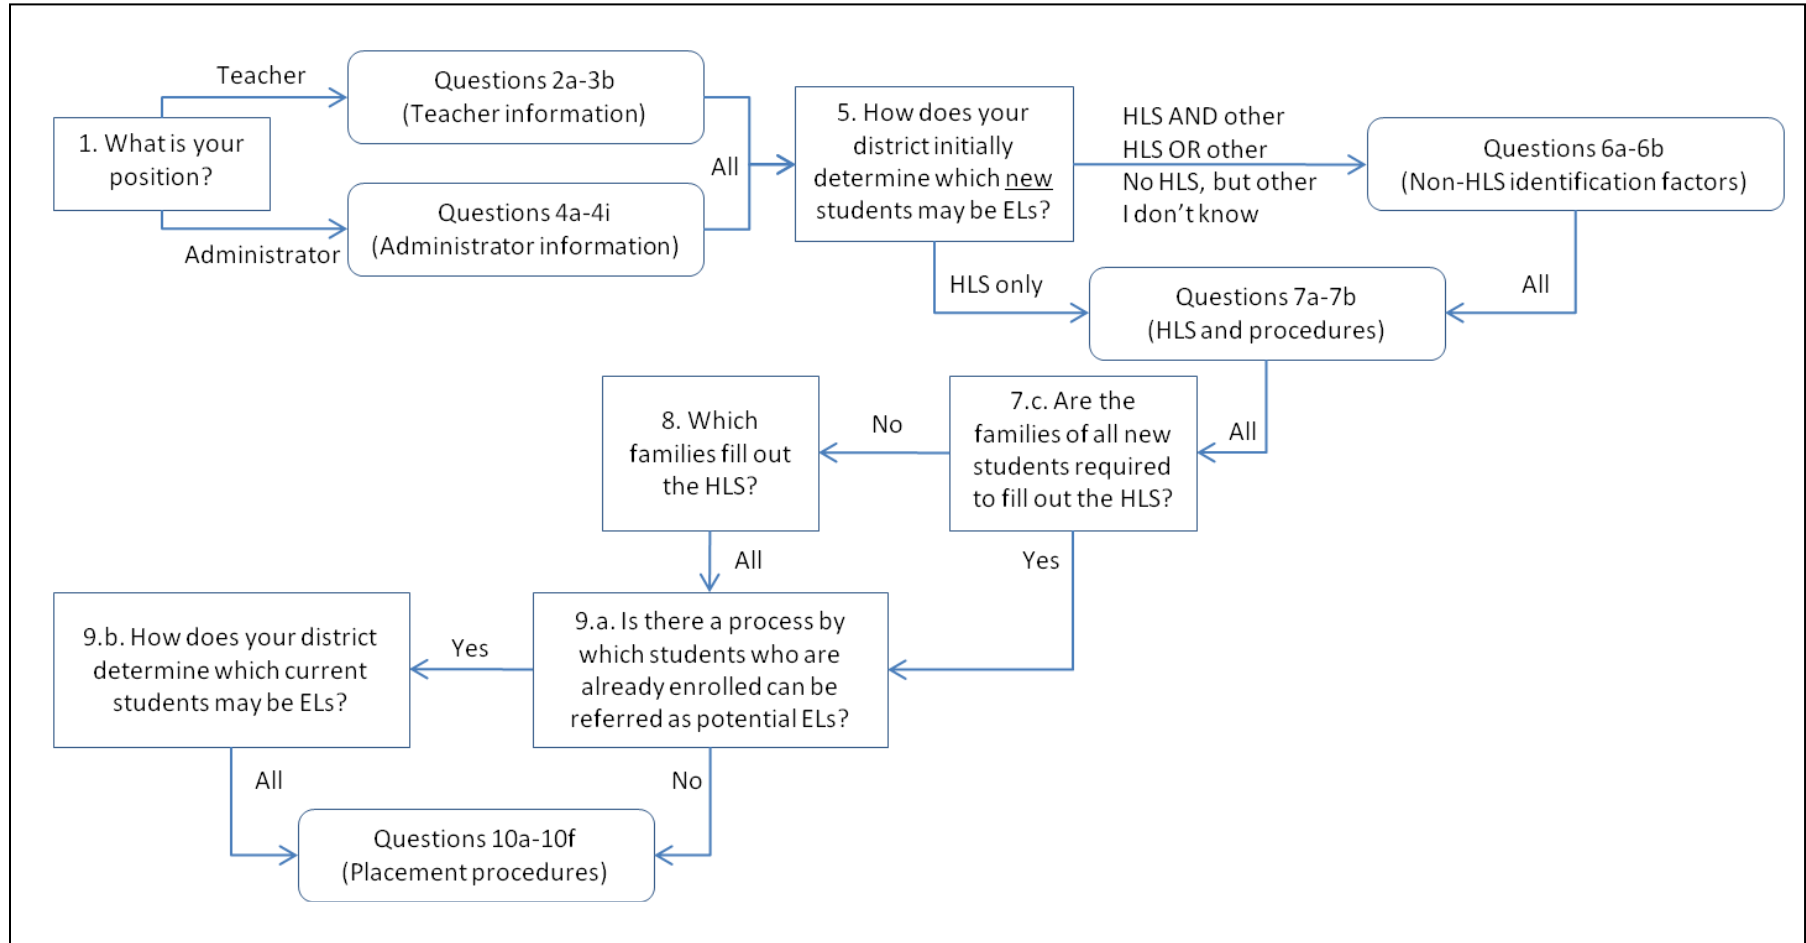 Teacher
Questions 2a-3b
(Teacher information)
1. What is your
position?
All
Administrator
Questions 4a-4i
(Administrator information)
5. How does your
district initially
determine which new
students may be ELs?
HLS AND other
HLS OR other
No HLS, but other
I don’t know
Questions 6a-6b
(Non-HLS identification factors)
HLS only
All
Questions 7a-7b
(HLS and procedures)
All
7.c. Are the
families of all new
students required
to fill out the HLS?
No
8. Which
families fill out
the HLS?
All
Yes
9.a. Is there a process by
which students who are
already enrolled can be
referred as potential ELs?
Yes
9.b. How does your district
determine which current
students may be ELs?
All
No
Questions 10a-10f
(Placement procedures)